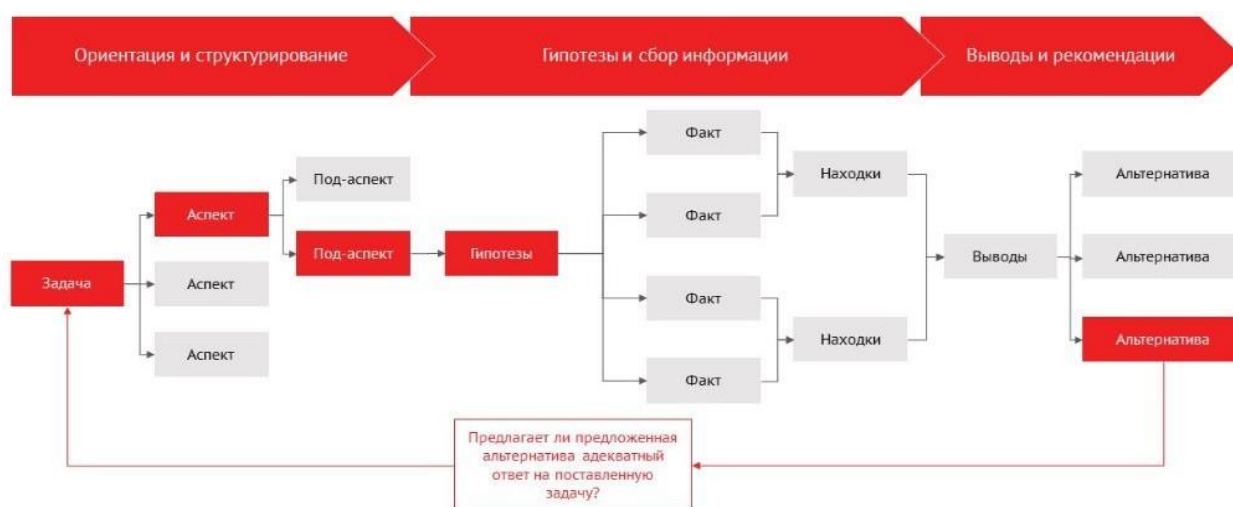 Ориентация и структурирование
Гипотезы и сбор информации
Выводы и рекомендации
Задача
Аспект
Аспект
Аспект
Под-аспект
Под-аспект
Гипотезы
Факт
Факт
Факт
Факт
Находки
Находки
Выводы
Альтернатива
Альтернатива
Альтернатива
Предлагает ли предложенная
альтернатива адекватный
ответ на поставленную
задачу?